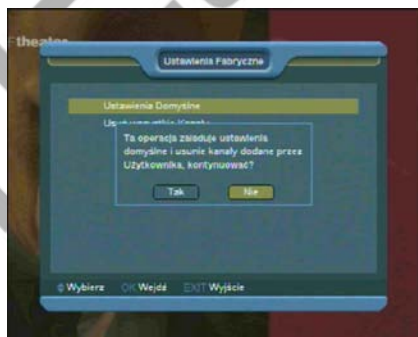 theater
Ustawienia Fabryczne
Ustawienia Domyślne
Ta operacja załaduje ustawienia
domyślne i usunie kanały dodane przez
Użytkownika, kontynuować?
Tak Nie
Wybierz OK Wejdź EXIT Wyjście